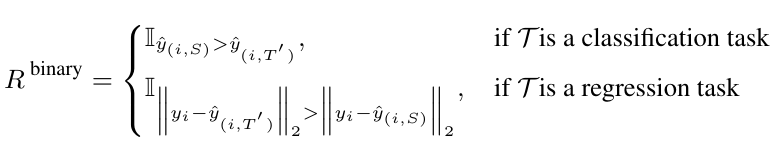 R^binary = { 𝕀_{ŷ_(i,S) > ŷ_(i,T′)}, if 𝒯 is a classification task
𝕀_{‖y_i − ŷ_(i,T′)‖_2 > ‖y_i − ŷ_(i,S)‖_2}, if 𝒯 is a regression task